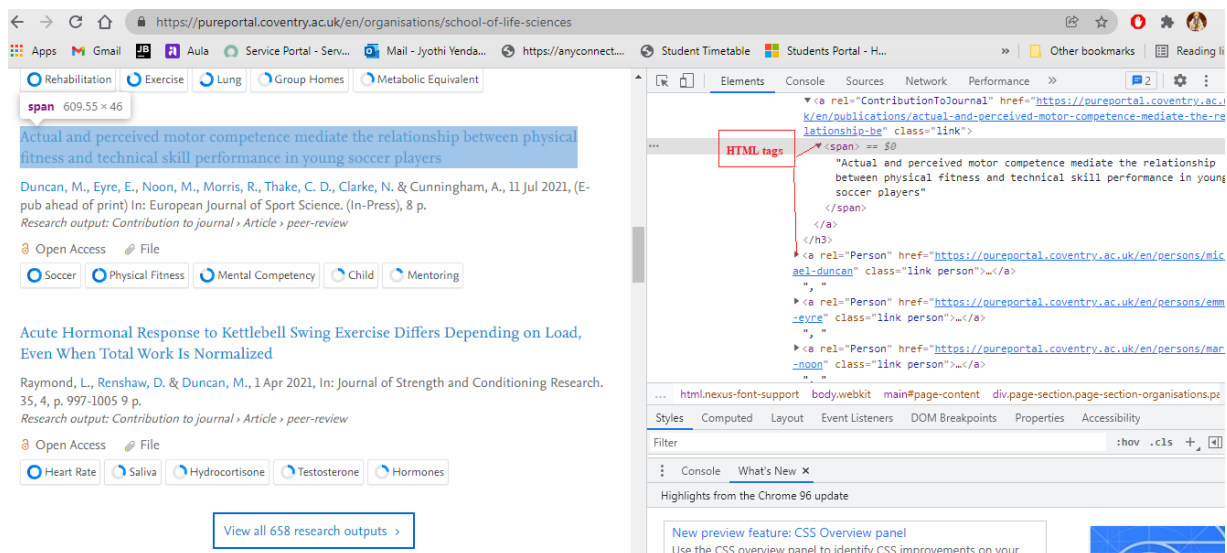 https://pureportal.coventry.ac.uk/en/organisations/school-of-life-sciences
Apps Gmail JB Aula Service Portal - Serv... Mail - Jyothi Yenda... https://anyconnect.... Student Timetable Students Portal - H... » Other bookmarks Reading li
Rehabilitation Exercise Lung Group Homes Metabolic Equivalent
span 609.55 × 46
Actual and perceived motor competence mediate the relationship between physical
fitness and technical skill performance in young soccer players
Duncan, M., Eyre, E., Noon, M., Morris, R., Thake, C. D., Clarke, N. & Cunningham, A., 11 Jul 2021, (E-
pub ahead of print) In: European Journal of Sport Science. (In-Press), 8 p.
Research output: Contribution to journal › Article › peer-review
Open Access File
Soccer Physical Fitness Mental Competency Child Mentoring
Acute Hormonal Response to Kettlebell Swing Exercise Differs Depending on Load,
Even When Total Work Is Normalized
Raymond, L., Renshaw, D. & Duncan, M., 1 Apr 2021, In: Journal of Strength and Conditioning Research.
35, 4, p. 997-1005 9 p.
Research output: Contribution to journal › Article › peer-review
Open Access File
Heart Rate Saliva Hydrocortisone Testosterone Hormones
View all 658 research outputs ›
Elements Console Sources Network Performance » 2
<a rel="ContributionToJournal" href="https://pureportal.coventry.ac.u
k/en/publications/actual-and-perceived-motor-competence-mediate-the-re
lationship-be" class="link">
HTML tags
... <span> == $0
"Actual and perceived motor competence mediate the relationship
between physical fitness and technical skill performance in young
soccer players"
</span>
</a>
</h3>
<a rel="Person" href="https://pureportal.coventry.ac.uk/en/persons/mic
ael-duncan" class="link person">…</a>
", "
<a rel="Person" href="https://pureportal.coventry.ac.uk/en/persons/emm
-eyre" class="link person">…</a>
", "
<a rel="Person" href="https://pureportal.coventry.ac.uk/en/persons/mar
-noon" class="link person">…</a>
", "
... html.nexus-font-support body.webkit main#page-content div.page-section.page-section-organisations.pa
Styles Computed Layout Event Listeners DOM Breakpoints Properties Accessibility
Filter :hov .cls +
Console What's New ×
Highlights from the Chrome 96 update
New preview feature: CSS Overview panel
Use the CSS overview panel to identify CSS improvements on your